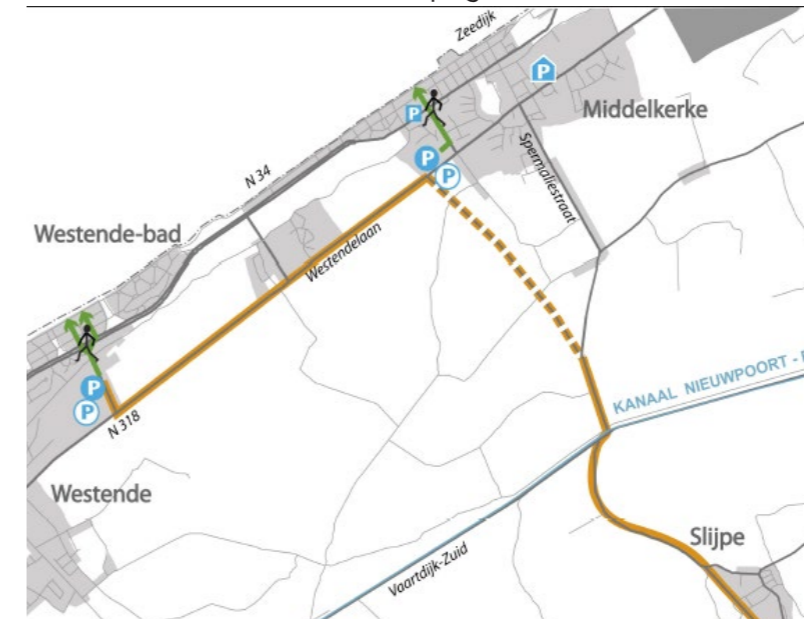 Zeedijk
P
Middelkerke
P
Spermaliestraat
P
P
N 34
Westende-bad
Westendelaan
P
P
N 318
KANAAL NIEUWPOORT -
Westende
Slijpe
Vaartdijk-Zuid